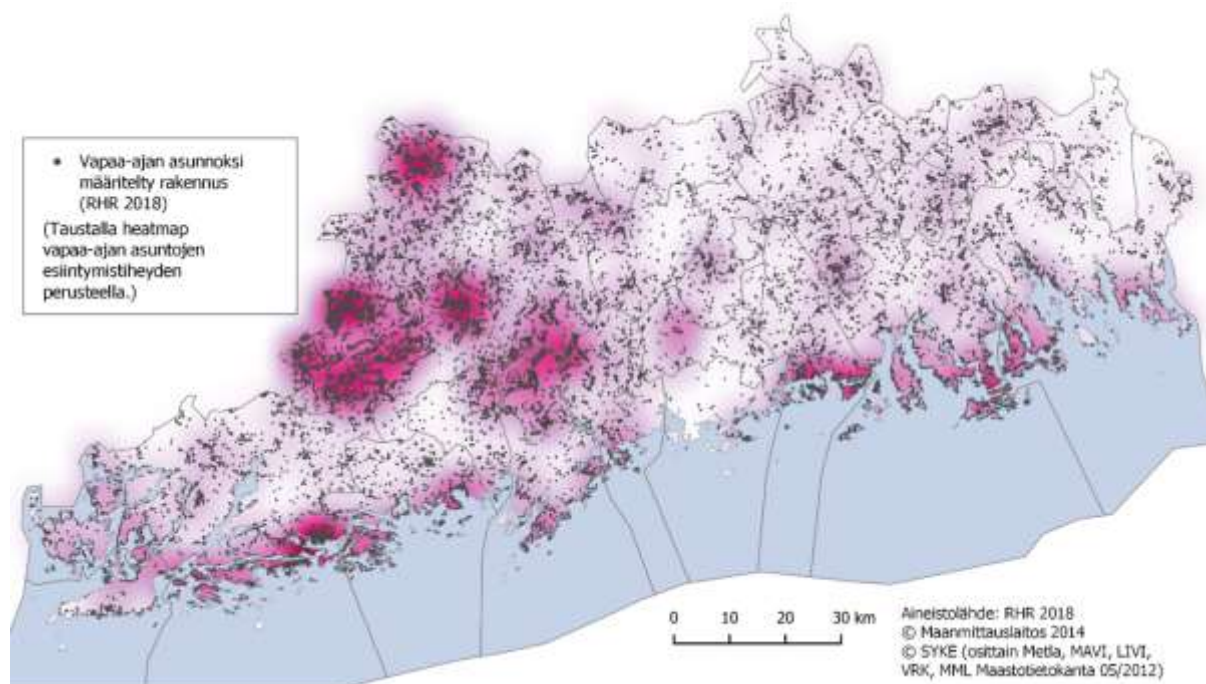 • Vapaa-ajan asunnoksi
määritelty rakennus
(RHR 2018)
(Taustalla heatmap
vapaa-ajan asuntojen
esiintymistiheyden
perusteella.)
0 10 20 30 km
Aineistolähde: RHR 2018
© Maanmittauslaitos 2014
© SYKE (osittain Metla, MAVI, LIVI,
VRK, MML Maastotietokanta 05/2012)